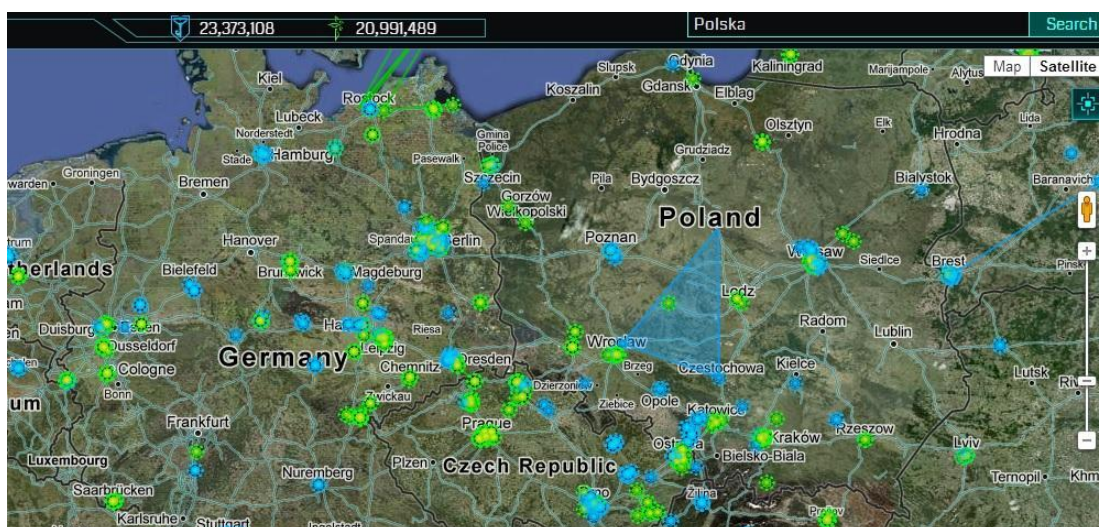 23,373,108 20,991,489 Polska Search
Map Satellite
Kiel
Rostock
Lubeck
Norderstedt
Stade
Hamburg
Groningen
Bremen
Pasewalk
Gmina
Police
Szczecin
Slupsk
Koszalin
Gdynia
Gdansk
Kaliningrad
Elblag
Marijampole
Alytus
Olsztyn
Elk
Hrodna
Lida
Grudziadz
Pila
Bydgoszcz
Bialystok
Baranavichy
Gorzów
Wielkopolski
Poland
Hanover
Spandau
Berlin
Poznan
Warsaw
Siedlce
Brest
Pinsk
Bielefeld
Brunswick
Magdeburg
Lodz
Duisburg
Essen
Dusseldorf
Riesa
Wroclaw
Radom
Lublin
Germany
Leipzig
Cologne
Bonn
Chemnitz
Dresden
Dzierzoniów
Brzeg
Czestochowa
Kielce
Lutsk
Zwickau
Ziebice
Opole
Katowice
Frankfurt
Prague
Ostrava
Kraków
Rzeszow
Lviv
Luxembourg
Plzen
Czech Republic
Bielsko-Biala
Nuremberg
Ternopil
Khm
Saarbrücken
Žilina
Karlsruhe
Stuttgart
Ingolstadt